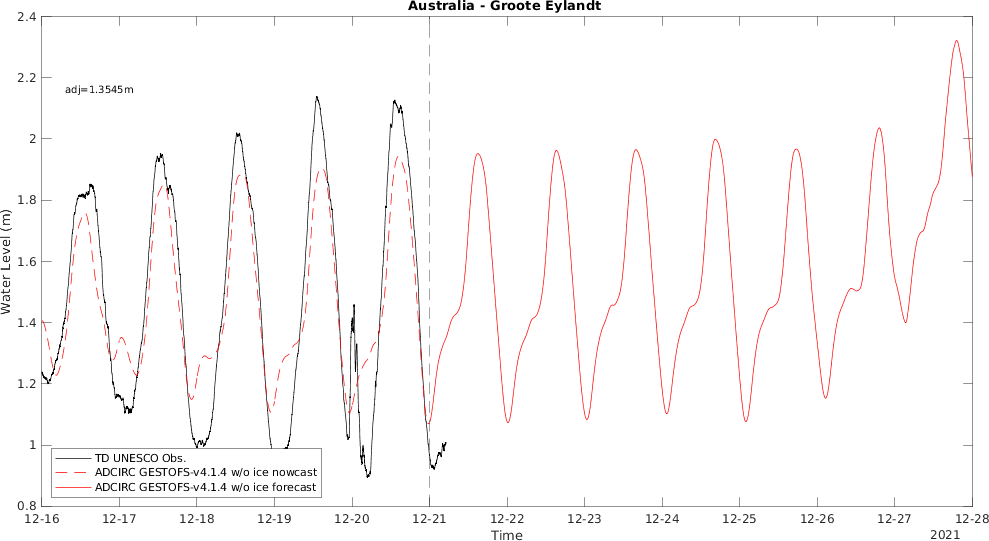 Australia - Groote Eylandt
2.4
2.2
2
1.8
1.6
1.4
1.2
1
0.8
Water Level (m)
adj=1.3545m
TD UNESCO Obs.
ADCIRC GESTOFS-v4.1.4 w/o ice nowcast
ADCIRC GESTOFS-v4.1.4 w/o ice forecast
12-16 12-17 12-18 12-19 12-20 12-21 12-22 12-23 12-24 12-25 12-26 12-27 12-28
Time
2021